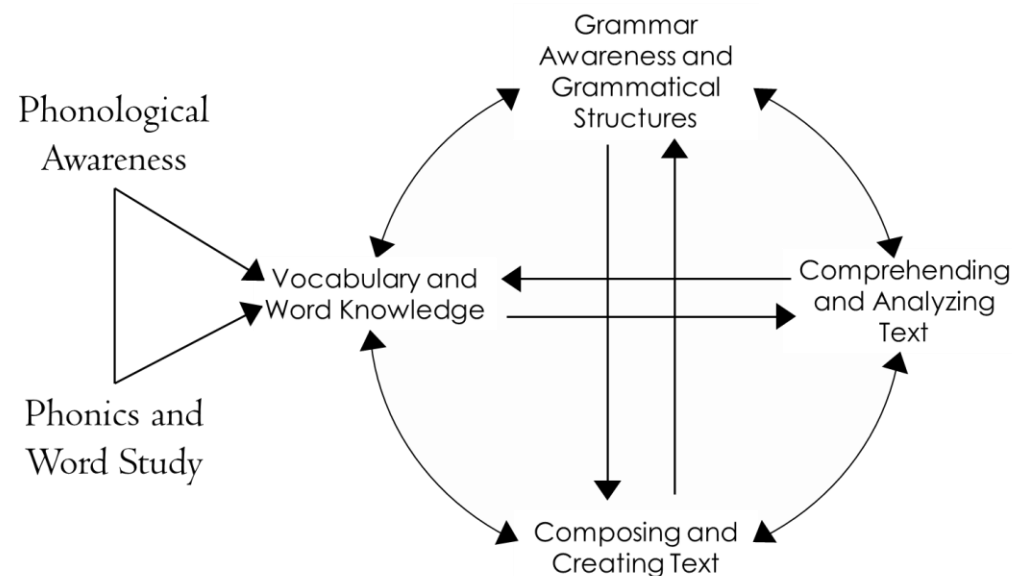 Grammar
Awareness and
Grammatical
Structures
Phonological
Awareness
Vocabulary and
Word Knowledge
Comprehending
and Analyzing
Text
Phonics and
Word Study
Composing and
Creating Text